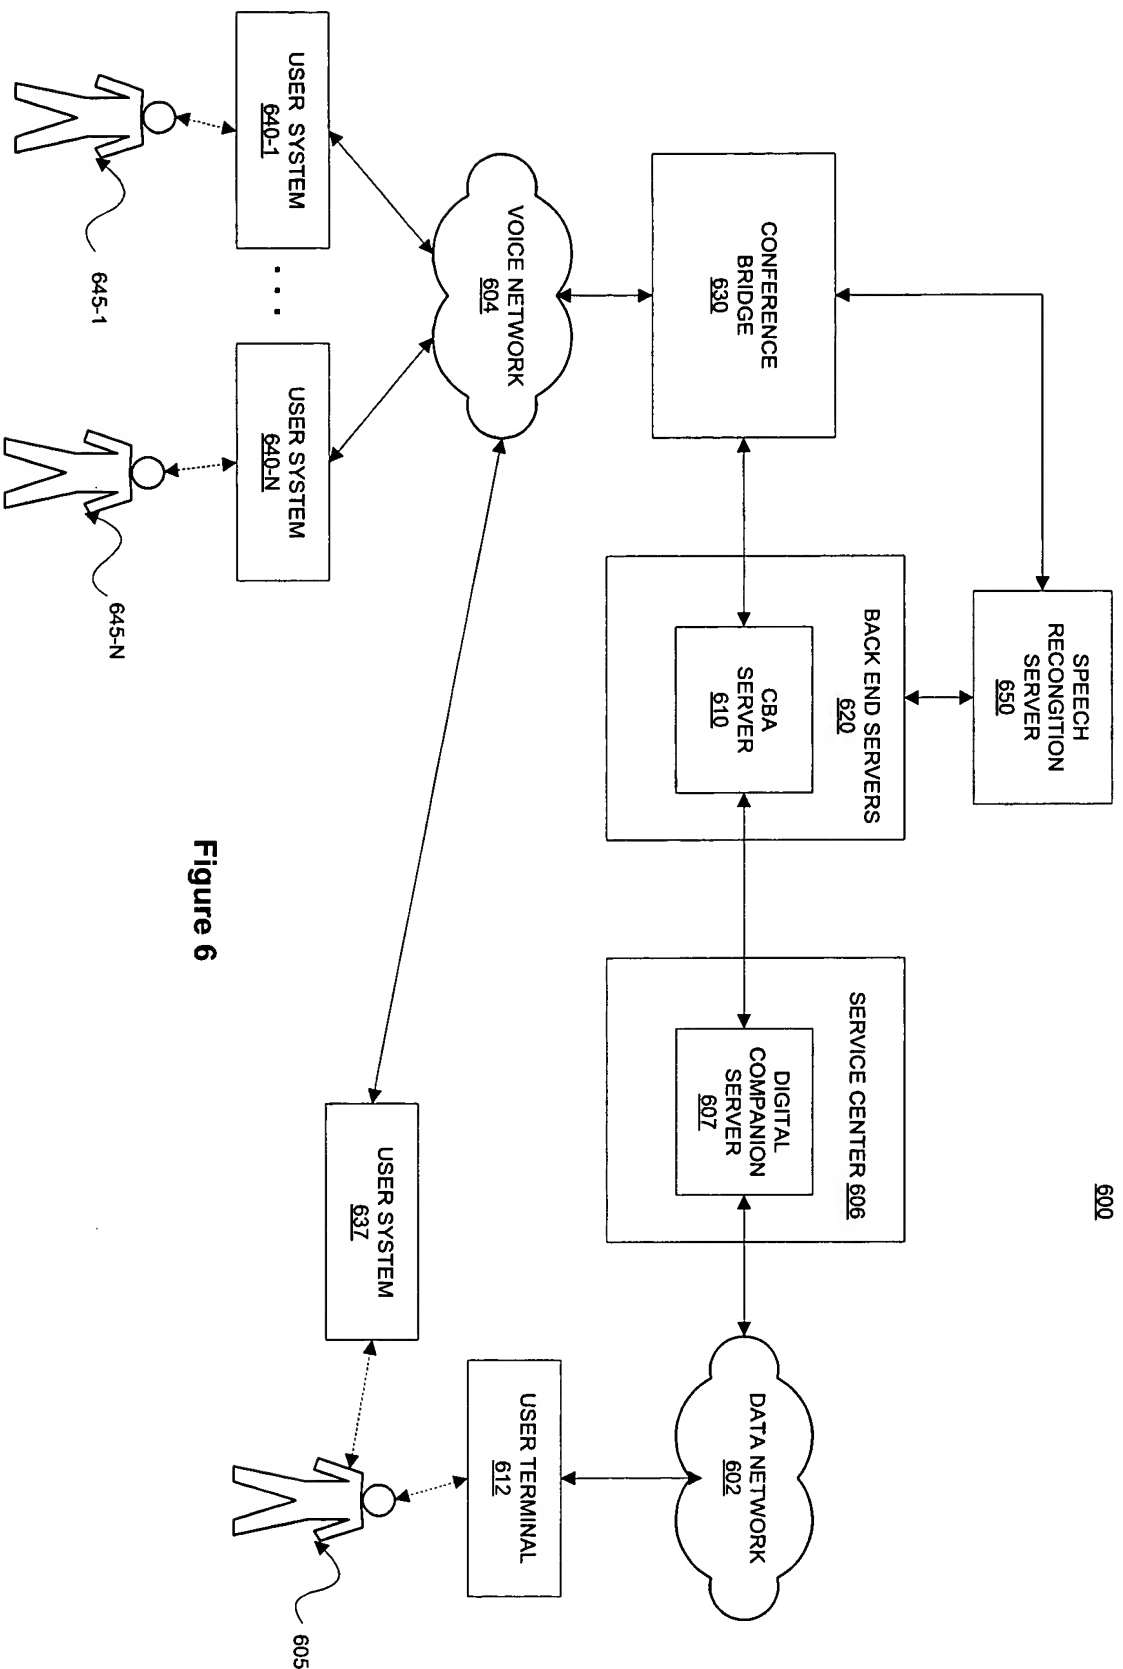 600
SPEECH
RECONGITION
SERVER
650
CONFERENCE
BRIDGE
630
BACK END SERVERS
620
CBA
SERVER
610
SERVICE CENTER 606
DIGITAL
COMPANION
SERVER
607
DATA NETWORK
602
VOICE NETWORK
604
USER TERMINAL
612
USER SYSTEM
637
USER SYSTEM
640-1
. . .
USER SYSTEM
640-N
645-1
645-N
605
Figure 6